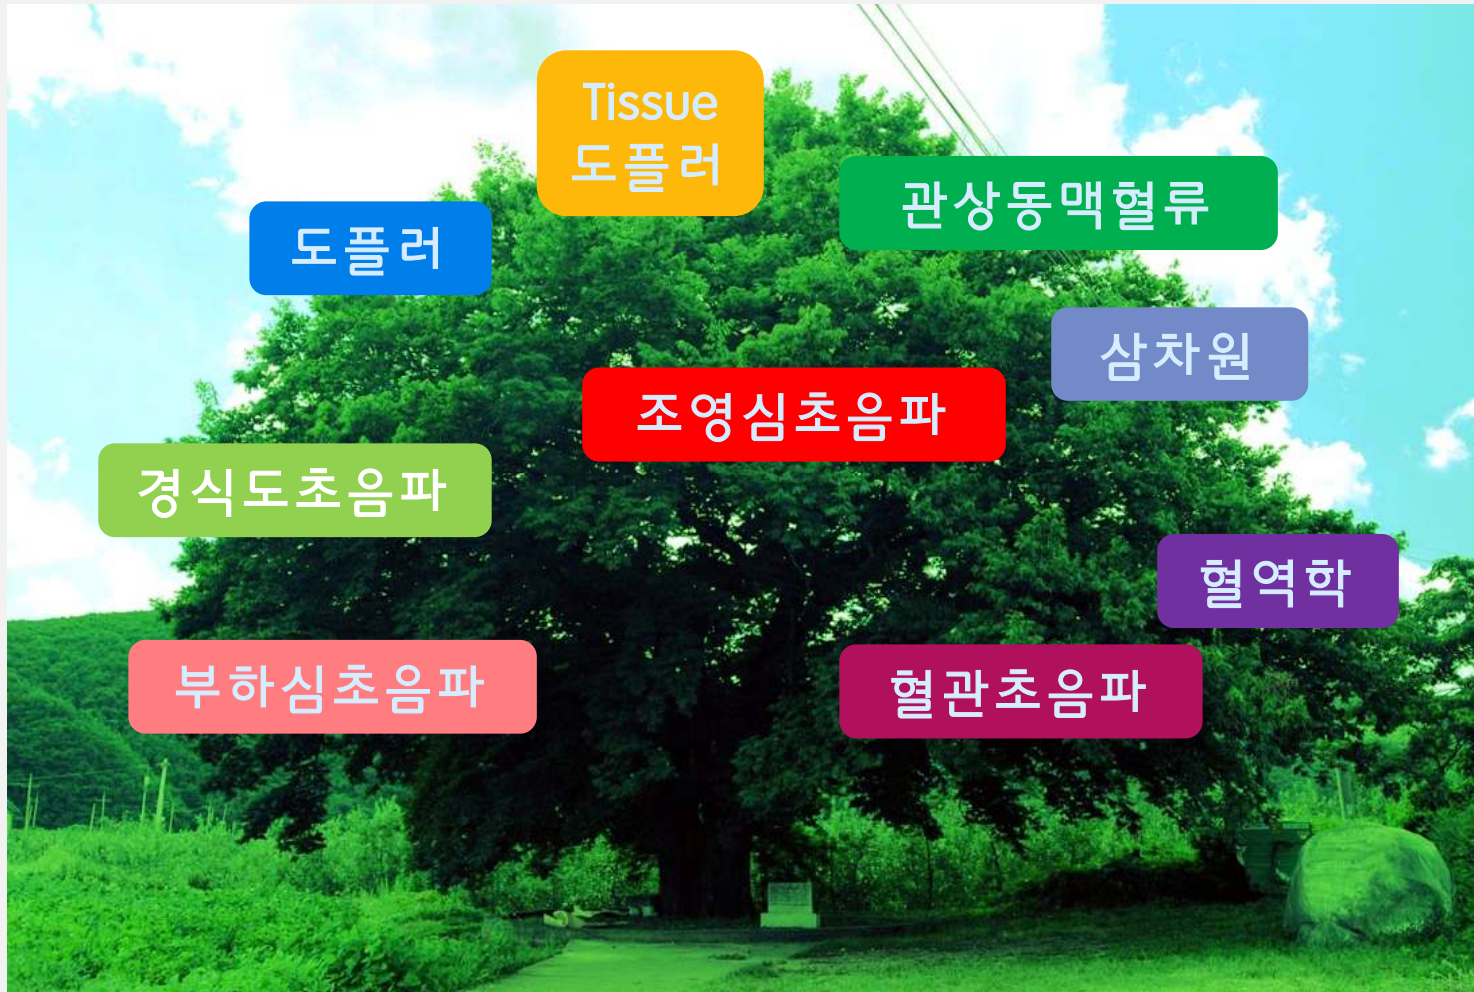 Tissue
도플러
관상동맥혈류
도플러
삼차원
조영심초음파
경식도초음파
혈역학
부하심초음파
혈관초음파